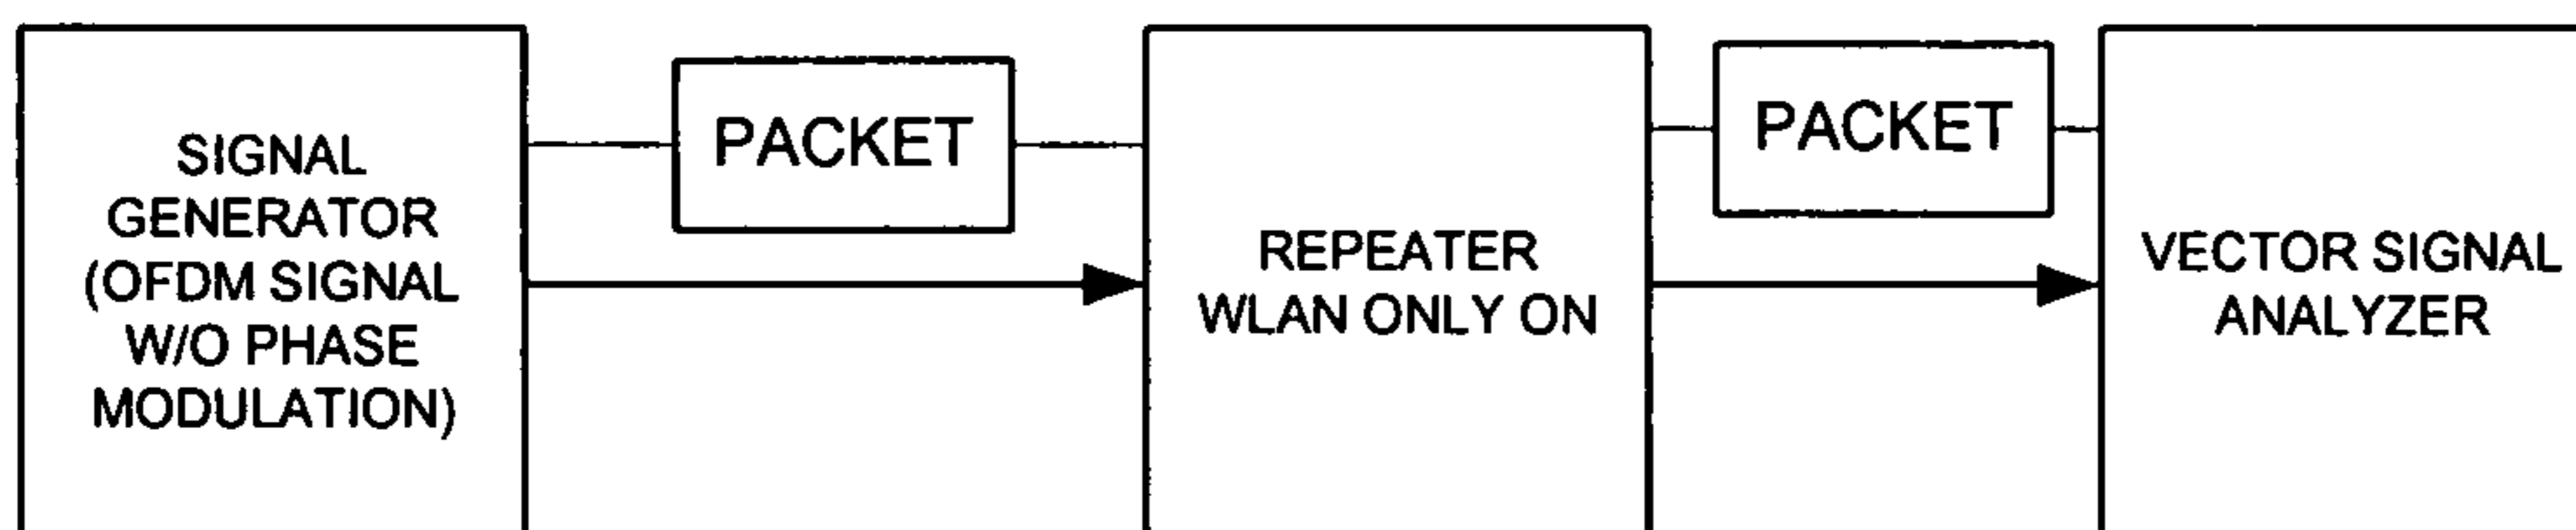 SIGNAL
GENERATOR
(OFDM SIGNAL
W/O PHASE
MODULATION)
PACKET
REPEATER
WLAN ONLY ON
PACKET
VECTOR SIGNAL
ANALYZER